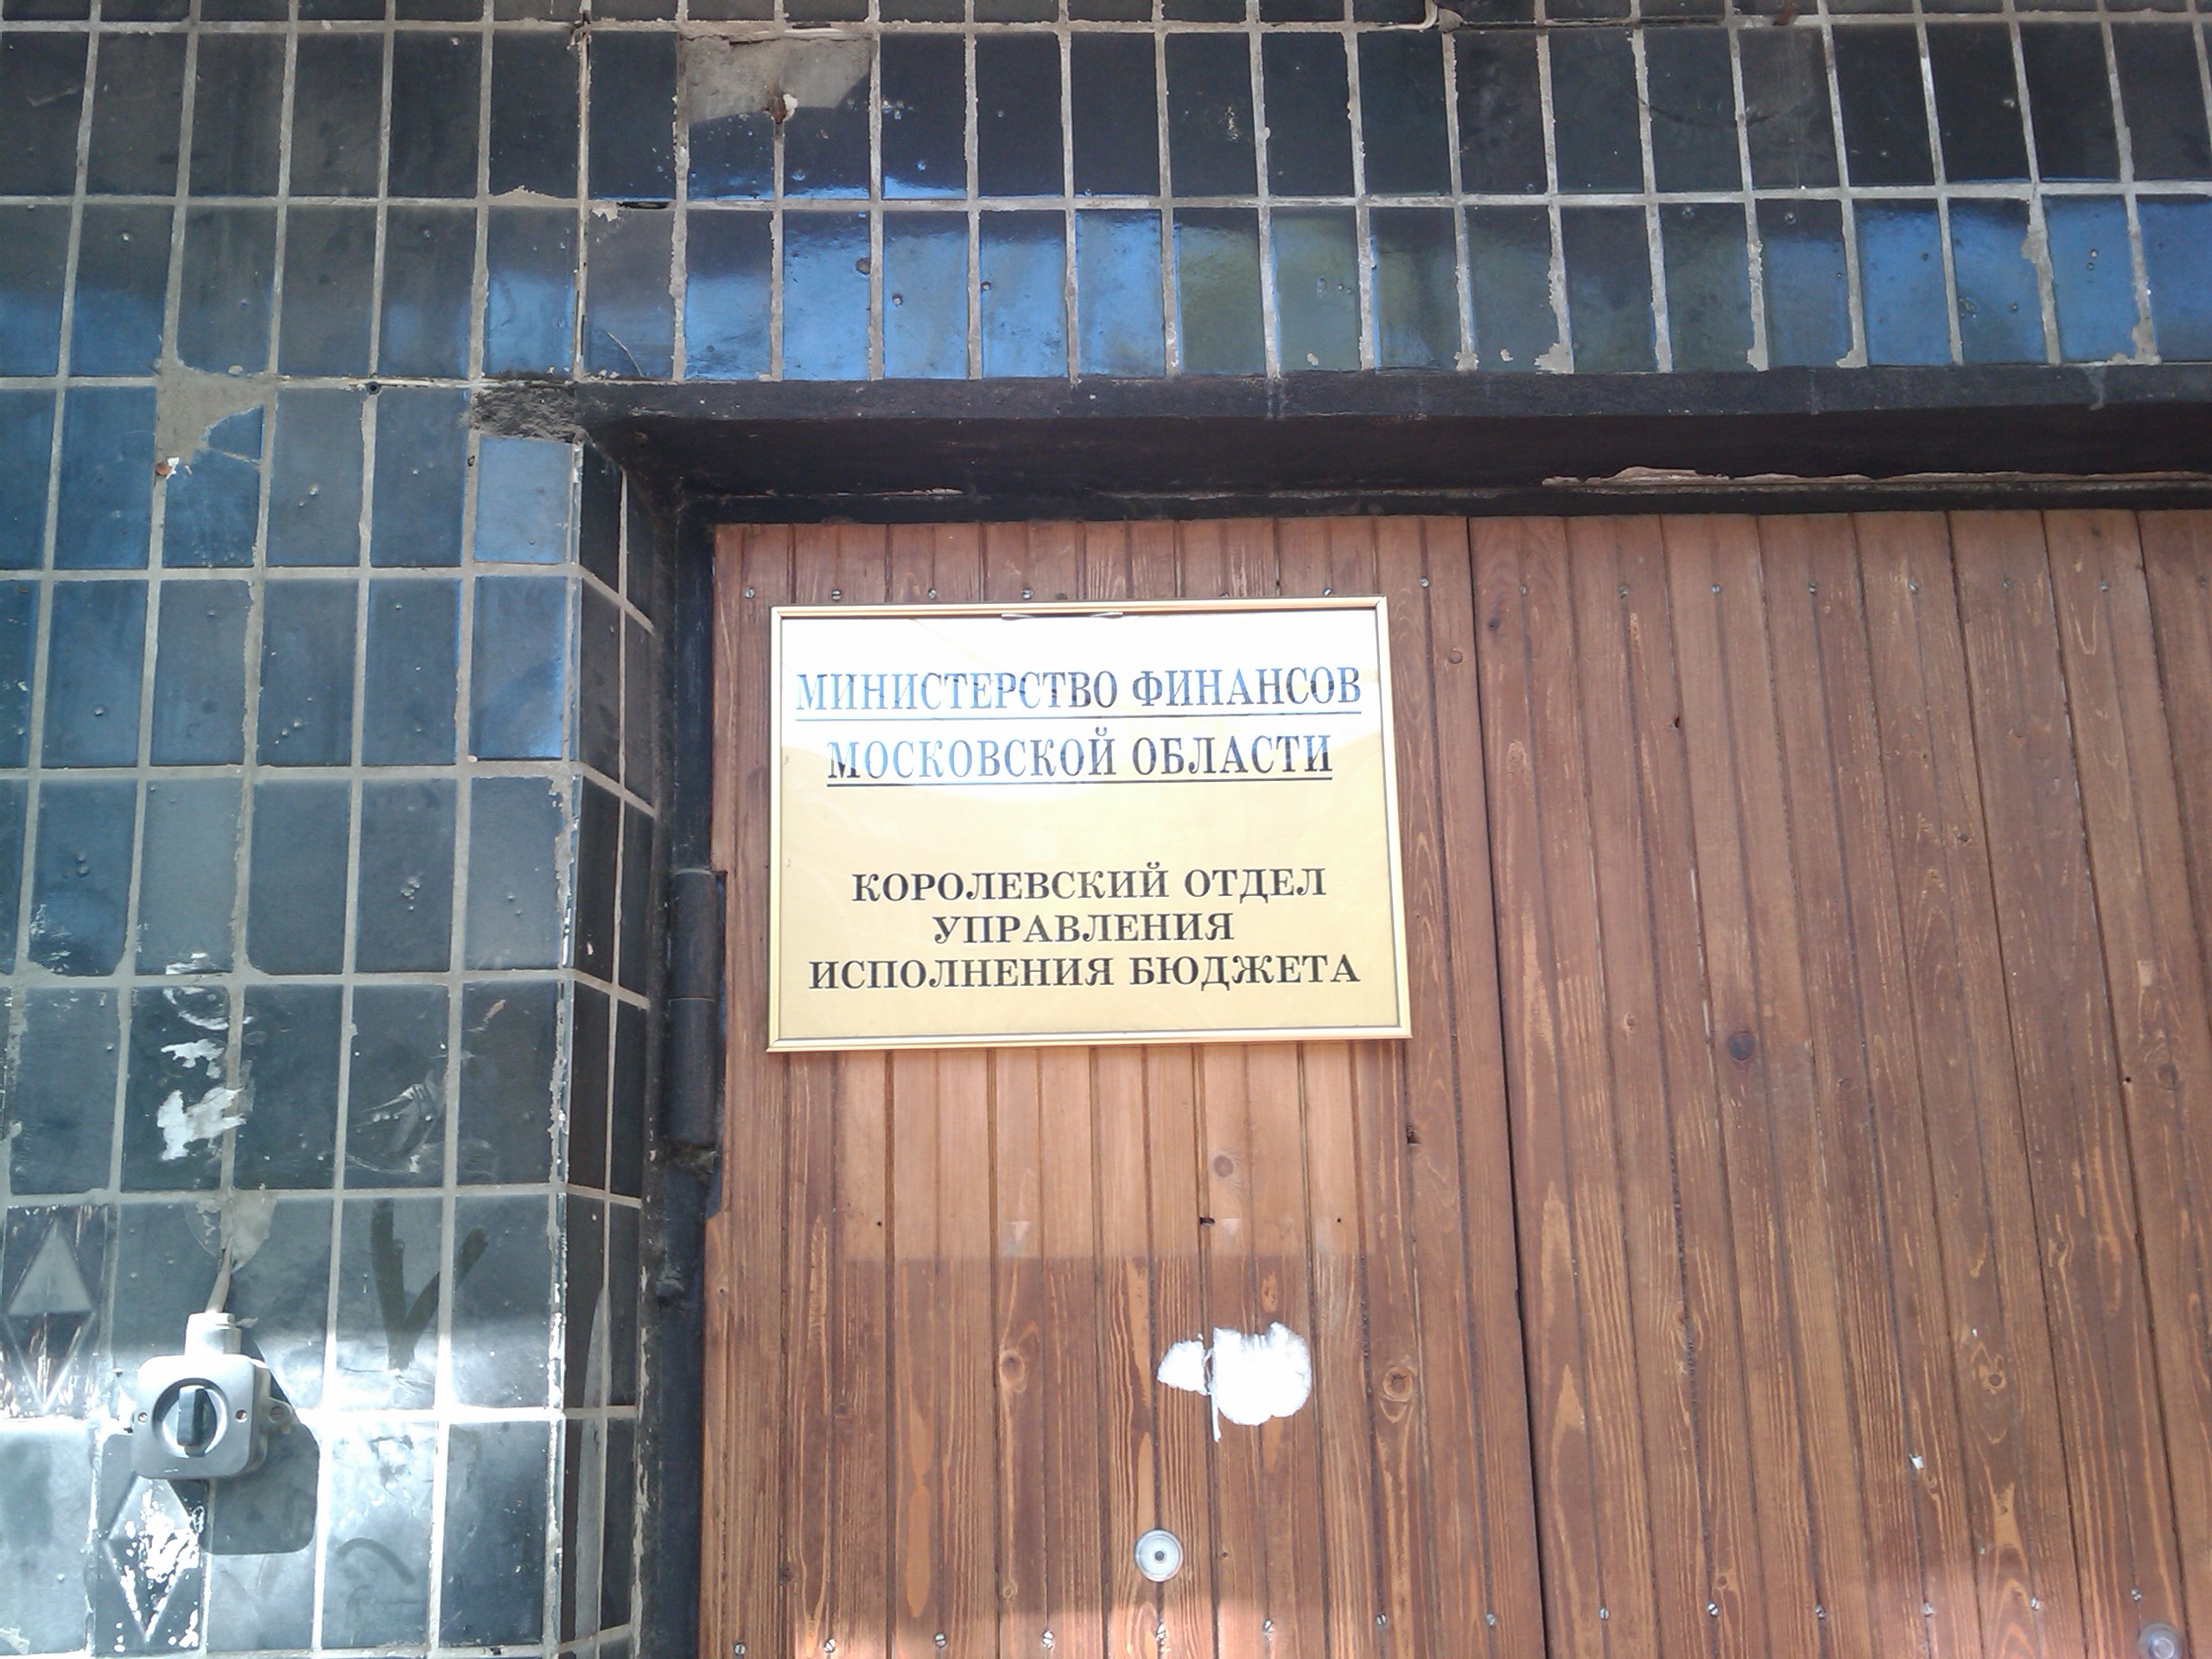 МИНИСТЕРСТВО ФИНАНСОВ
МОСКОВСКОЙ ОБЛАСТИ
КОРОЛЕВСКИЙ ОТДЕЛ
УПРАВЛЕНИЯ
ИСПОЛНЕНИЯ БЮДЖЕТА